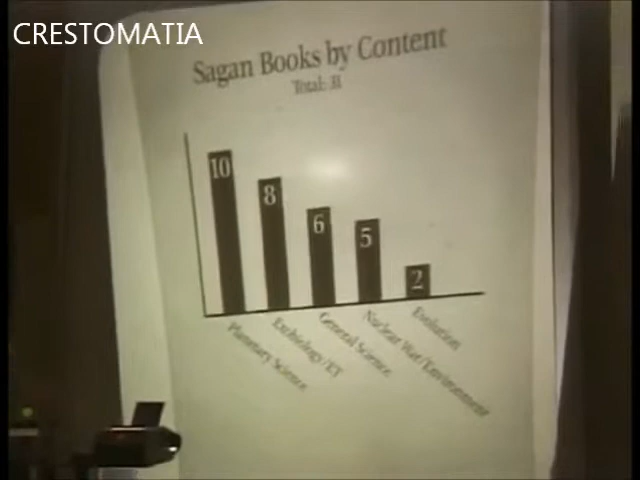 CRESTOMATIA
Sagan Books by Content
Total: 31
10
8
6
5
2
Planetary Science
Exobiology/ET
General Science
Nuclear War/Environment
Evolution